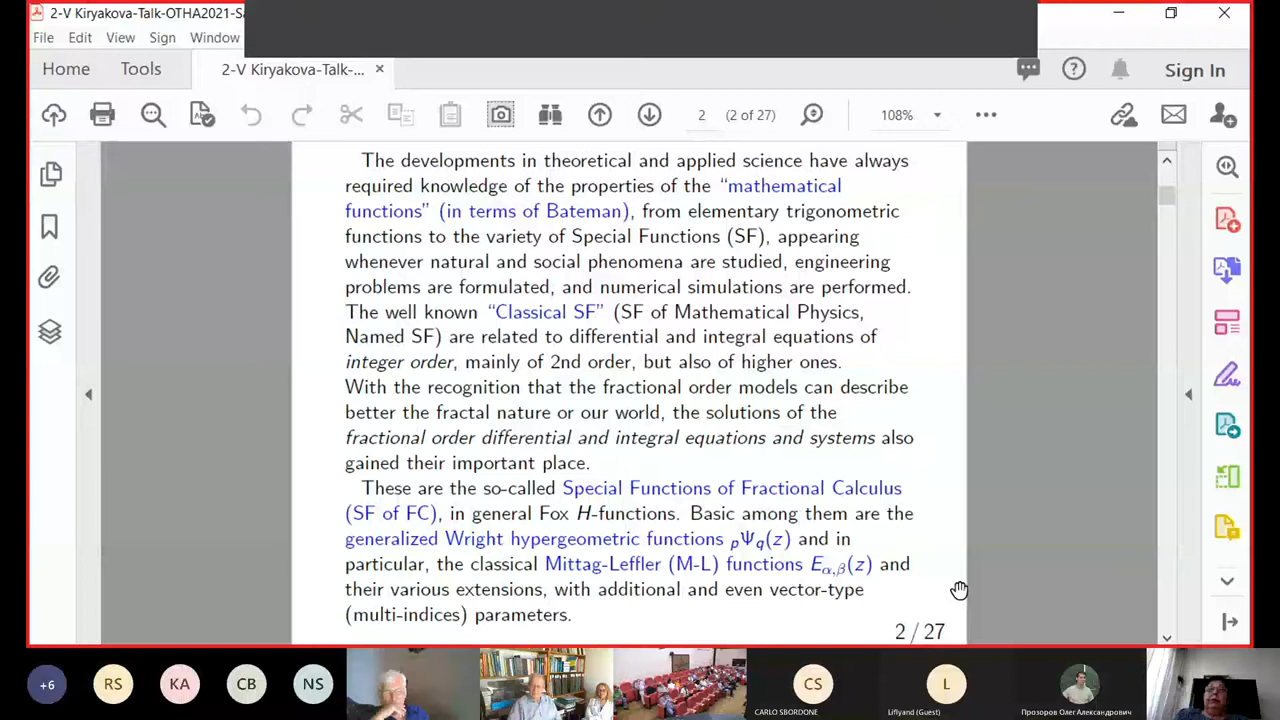 2-V Kiryakova-Talk-OTHA2021-Sa
File Edit View Sign Window
Home Tools 2-V Kiryakova-Talk-... Sign In
2 (2 of 27) 108%
The developments in theoretical and applied science have always
required knowledge of the properties of the “mathematical
functions” (in terms of Bateman), from elementary trigonometric
functions to the variety of Special Functions (SF), appearing
whenever natural and social phenomena are studied, engineering
problems are formulated, and numerical simulations are performed.
The well known “Classical SF” (SF of Mathematical Physics,
Named SF) are related to differential and integral equations of
integer order, mainly of 2nd order, but also of higher ones.
With the recognition that the fractional order models can describe
better the fractal nature or our world, the solutions of the
fractional order differential and integral equations and systems also
gained their important place.
These are the so-called Special Functions of Fractional Calculus
(SF of FC), in general Fox H-functions. Basic among them are the
generalized Wright hypergeometric functions pΨq(z) and in
particular, the classical Mittag-Leffler (M-L) functions Eα,β(z) and
their various extensions, with additional and even vector-type
(multi-indices) parameters.
2 / 27
+6 RS KA CB NS CS L
CARLO SBORDONE Liflyand (Guest) Прозоров Олег Александрович